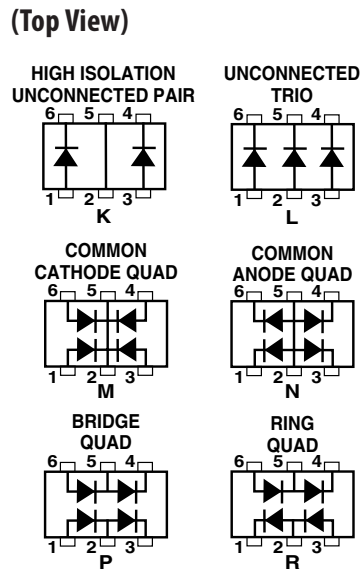 (Top View)
HIGH ISOLATION
UNCONNECTED PAIR
6 5 4
1 2 3
K
UNCONNECTED
TRIO
6 5 4
1 2 3
L
COMMON
CATHODE QUAD
6 5 4
1 2 3
M
COMMON
ANODE QUAD
6 5 4
1 2 3
N
BRIDGE
QUAD
6 5 4
1 2 3
P
RING
QUAD
6 5 4
1 2 3
R